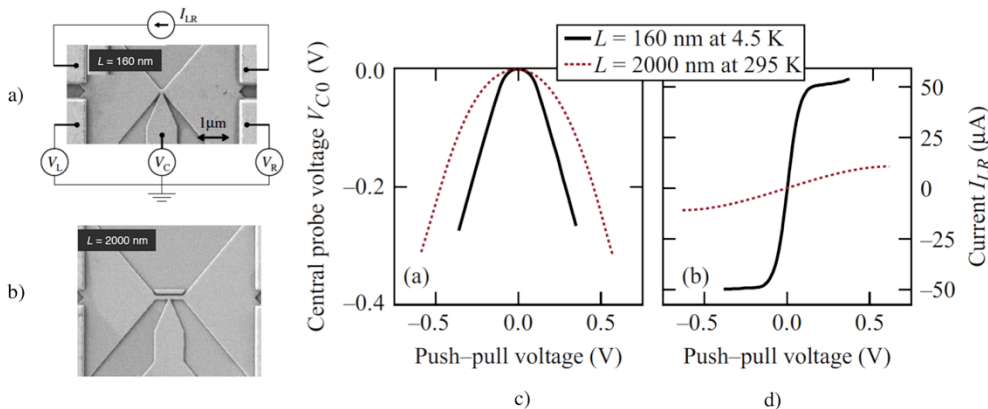 I_LR
L = 160 nm
a)
1μm
V_L
V_C
V_R
L = 2000 nm
b)
L = 160 nm at 4.5 K
L = 2000 nm at 295 K
Central probe voltage V_C0 (V)
0.0
−0.2
−0.4
(a)
−0.5
0.0
0.5
Push–pull voltage (V)
c)
50
25
0
−25
−50
Current I_LR (μA)
(b)
−0.5
0.0
0.5
Push–pull voltage (V)
d)